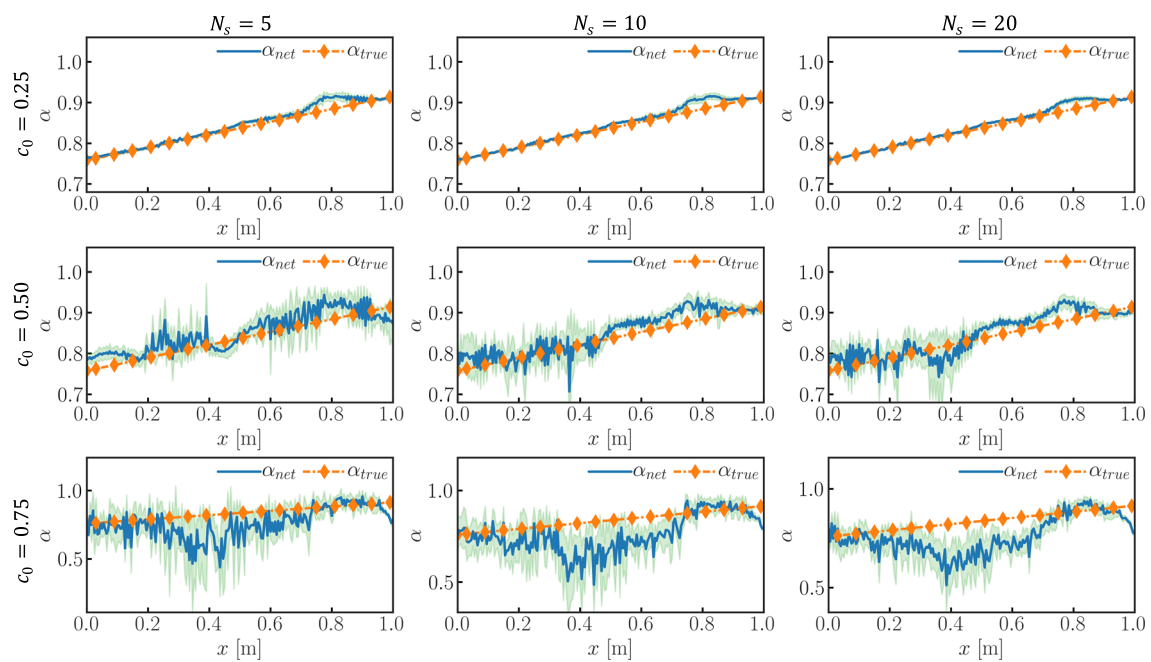 N_s = 5 N_s = 10 N_s = 20
c_0 = 0.25
α_net α_true α_net α_true α_net α_true
1.0 1.0 1.0
0.9 0.9 0.9
α α α
0.8 0.8 0.8
0.7 0.7 0.7
0.0 0.2 0.4 0.6 0.8 1.0 0.0 0.2 0.4 0.6 0.8 1.0 0.0 0.2 0.4 0.6 0.8 1.0
x [m] x [m] x [m]
c_0 = 0.50
α_net α_true α_net α_true α_net α_true
1.0 1.0 1.0
0.9 0.9 0.9
α α α
0.8 0.8 0.8
0.7 0.7 0.7
0.0 0.2 0.4 0.6 0.8 1.0 0.0 0.2 0.4 0.6 0.8 1.0 0.0 0.2 0.4 0.6 0.8 1.0
x [m] x [m] x [m]
c_0 = 0.75
α_net α_true α_net α_true α_net α_true
1.0 1.0 1.0
α α α
0.5 0.5 0.5
0.0 0.2 0.4 0.6 0.8 1.0 0.0 0.2 0.4 0.6 0.8 1.0 0.0 0.2 0.4 0.6 0.8 1.0
x [m] x [m] x [m]